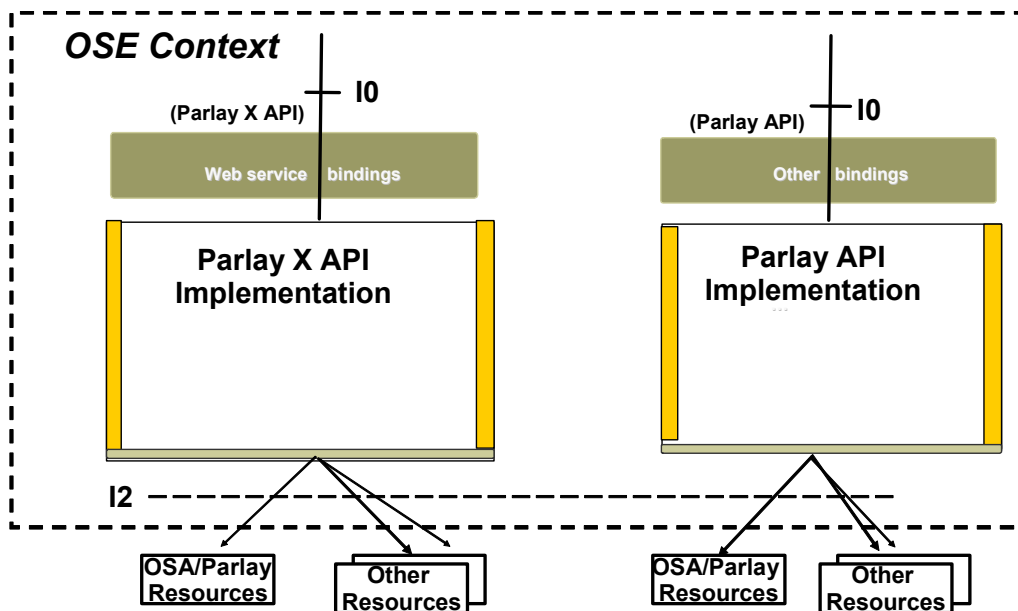 OSE Context
I0
(Parlay X API)
Web service bindings
Parlay X API
Implementation
I0
(Parlay API)
Other bindings
Parlay API
Implementation
...
I2
OSA/Parlay
Resources
Other
Resources
OSA/Parlay
Resources
Other
Resources